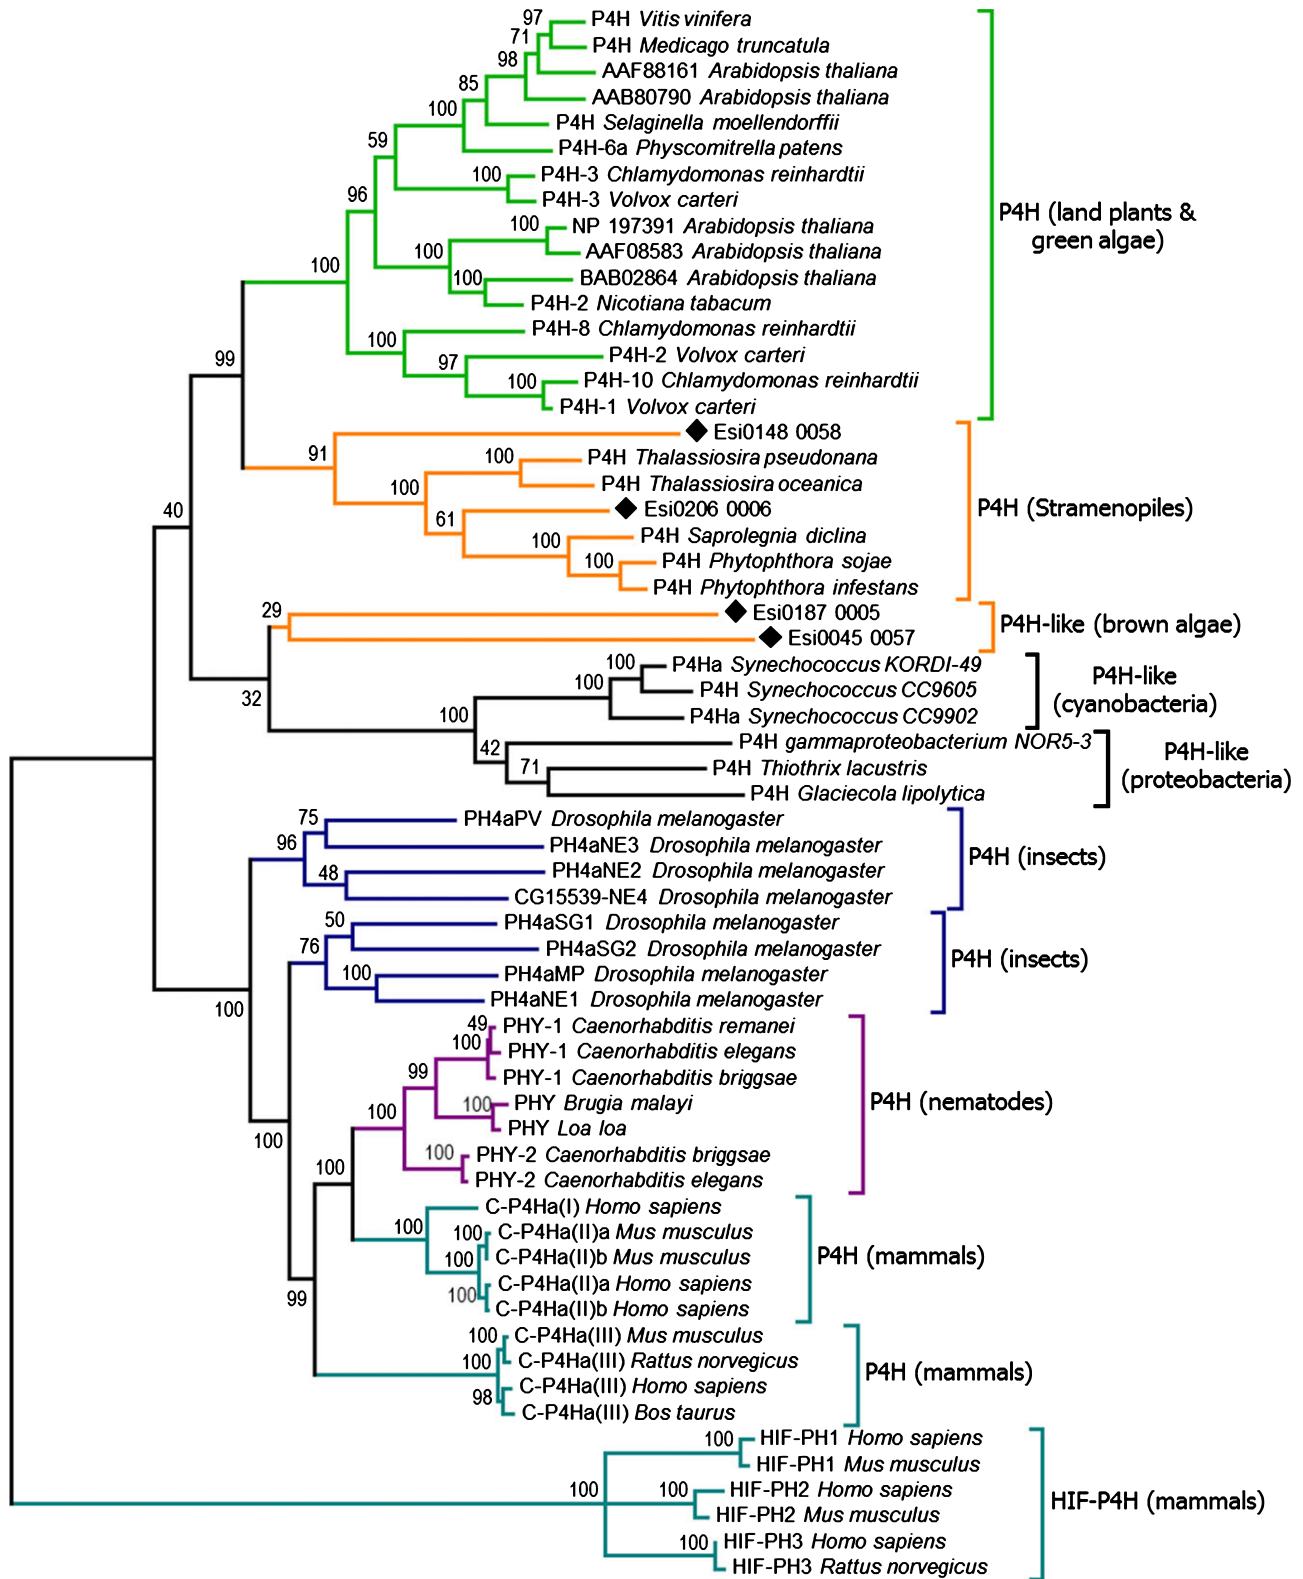 97
P4H Vitis vinifera
71
P4H Medicago truncatula
98
AAF88161 Arabidopsis thaliana
85
AAB80790 Arabidopsis thaliana
100
P4H Selaginella moellendorffii
59
P4H-6a Physcomitrella patens
100
P4H-3 Chlamydomonas reinhardtii
96
P4H-3 Volvox carteri
100
NP 197391 Arabidopsis thaliana
P4H (land plants &
green algae)
100
AAF08583 Arabidopsis thaliana
100
100
BAB02864 Arabidopsis thaliana
P4H-2 Nicotiana tabacum
100
P4H-8 Chlamydomonas reinhardtii
99
97
P4H-2 Volvox carteri
100
P4H-10 Chlamydomonas reinhardtii
P4H-1 Volvox carteri
Esi0148 0058
91
100
P4H Thalassiosira pseudonana
100
P4H Thalassiosira oceanica
40
61
Esi0206 0006
P4H (Stramenopiles)
100
P4H Saprolegnia diclina
100
P4H Phytophthora sojae
P4H Phytophthora infestans
29
Esi0187 0005
P4H-like (brown algae)
Esi0045 0057
100
P4Ha Synechococcus KORDI-49
32
100
P4H Synechococcus CC9605
P4H-like
(cyanobacteria)
100
P4Ha Synechococcus CC9902
42
P4H gammaproteobacterium NOR5-3
71
P4H Thiothrix lacustris
P4H-like
(proteobacteria)
P4H Glaciecola lipolytica
75
PH4aPV Drosophila melanogaster
96
PH4aNE3 Drosophila melanogaster
P4H (insects)
48
PH4aNE2 Drosophila melanogaster
CG15539-NE4 Drosophila melanogaster
50
PH4aSG1 Drosophila melanogaster
76
PH4aSG2 Drosophila melanogaster
P4H (insects)
100
PH4aMP Drosophila melanogaster
100
PH4aNE1 Drosophila melanogaster
49
PHY-1 Caenorhabditis remanei
100
PHY-1 Caenorhabditis elegans
99
PHY-1 Caenorhabditis briggsae
100
100
PHY Brugia malayi
P4H (nematodes)
100
PHY Loa loa
100
PHY-2 Caenorhabditis briggsae
100
PHY-2 Caenorhabditis elegans
C-P4Ha(I) Homo sapiens
100
100
C-P4Ha(II)a Mus musculus
100
C-P4Ha(II)b Mus musculus
P4H (mammals)
99
C-P4Ha(II)a Homo sapiens
100
C-P4Ha(II)b Homo sapiens
100
C-P4Ha(III) Mus musculus
100
C-P4Ha(III) Rattus norvegicus
P4H (mammals)
98
C-P4Ha(III) Homo sapiens
C-P4Ha(III) Bos taurus
100
HIF-PH1 Homo sapiens
HIF-PH1 Mus musculus
100
100
HIF-PH2 Homo sapiens
HIF-P4H (mammals)
HIF-PH2 Mus musculus
100
HIF-PH3 Homo sapiens
HIF-PH3 Rattus norvegicus